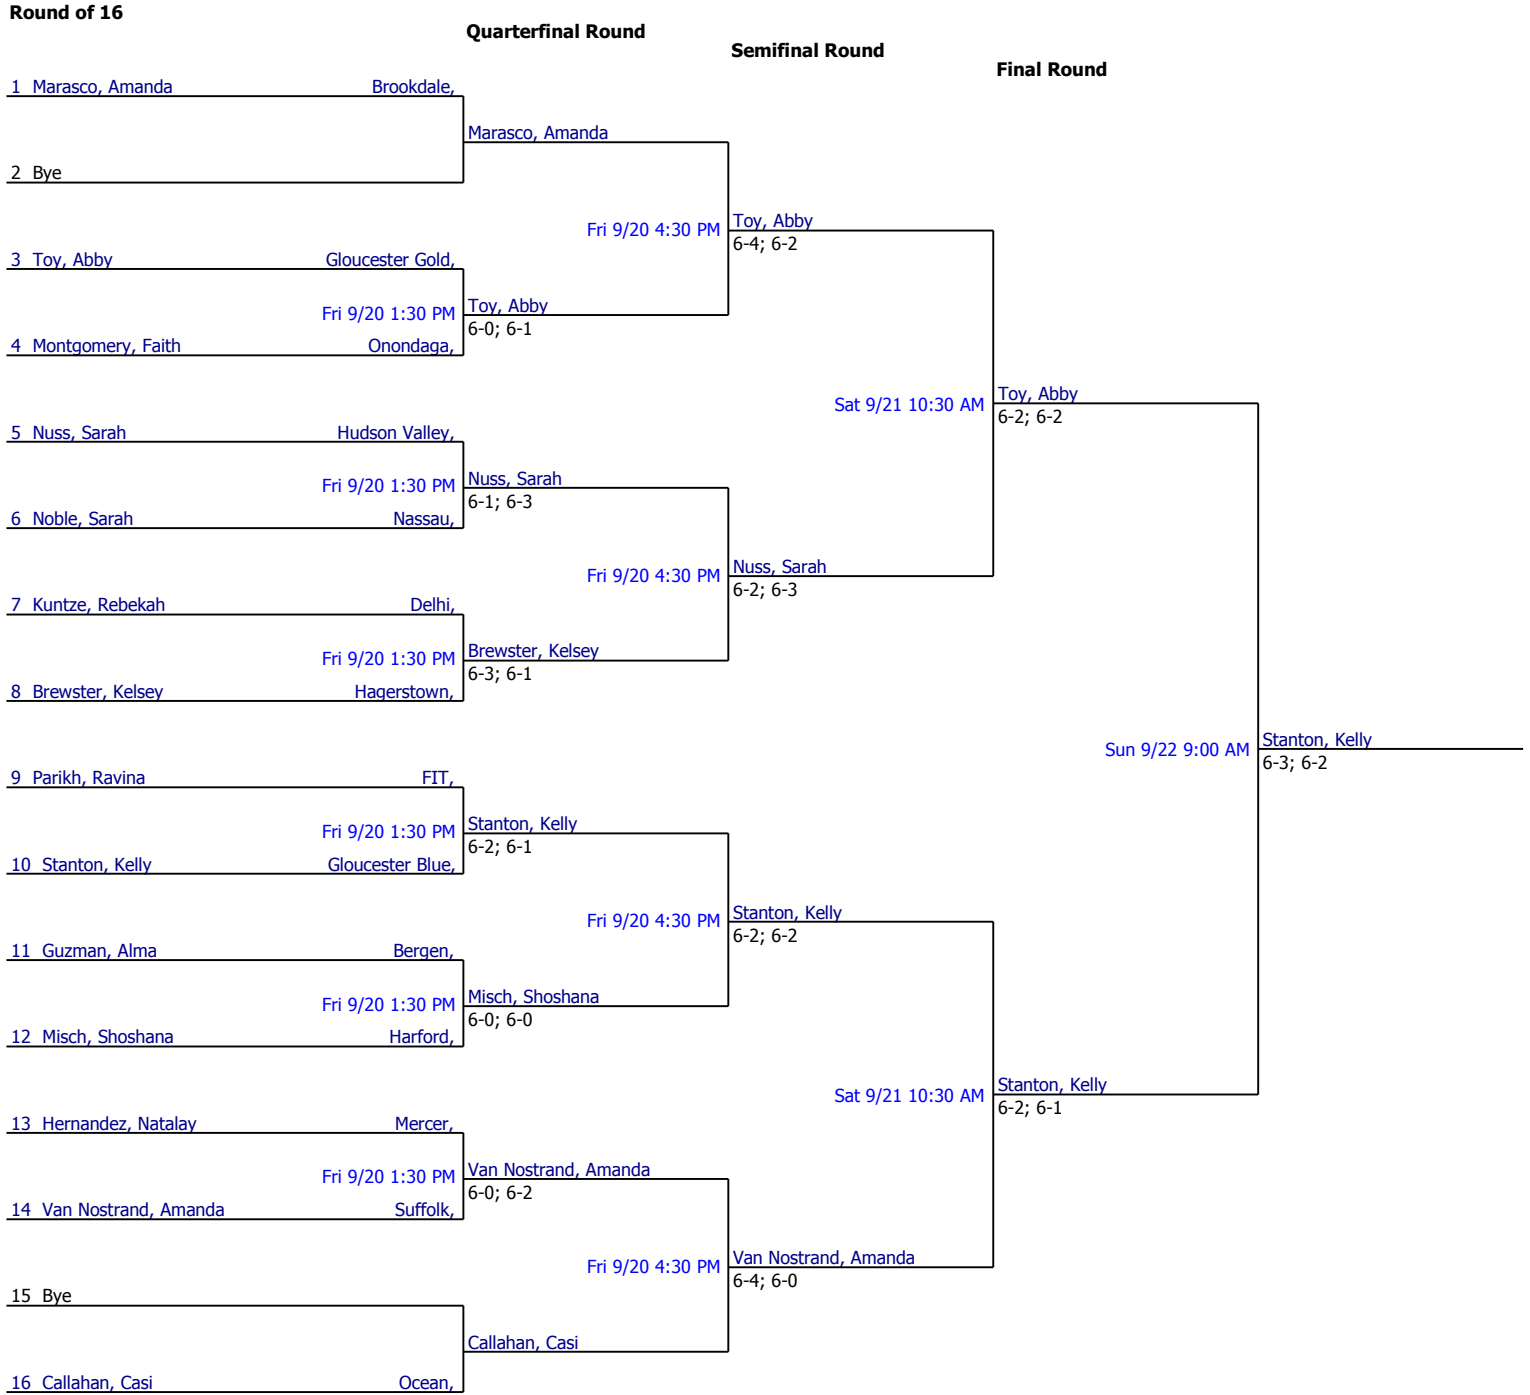 Round of 16
Quarterfinal Round
Semifinal Round
Final Round
1 Marasco, Amanda Brookdale,
Marasco, Amanda
2 Bye
Fri 9/20 4:30 PM Toy, Abby
6-4; 6-2
3 Toy, Abby Gloucester Gold,
Fri 9/20 1:30 PM Toy, Abby
6-0; 6-1
4 Montgomery, Faith Onondaga,
Sat 9/21 10:30 AM Toy, Abby
6-2; 6-2
5 Nuss, Sarah Hudson Valley,
Fri 9/20 1:30 PM Nuss, Sarah
6-1; 6-3
6 Noble, Sarah Nassau,
Fri 9/20 4:30 PM Nuss, Sarah
6-2; 6-3
7 Kuntze, Rebekah Delhi,
Fri 9/20 1:30 PM Brewster, Kelsey
6-3; 6-1
8 Brewster, Kelsey Hagerstown,
Sun 9/22 9:00 AM Stanton, Kelly
6-3; 6-2
9 Parikh, Ravina FIT,
Fri 9/20 1:30 PM Stanton, Kelly
6-2; 6-1
10 Stanton, Kelly Gloucester Blue,
Fri 9/20 4:30 PM Stanton, Kelly
6-2; 6-2
11 Guzman, Alma Bergen,
Fri 9/20 1:30 PM Misch, Shoshana
6-0; 6-0
12 Misch, Shoshana Harford,
Sat 9/21 10:30 AM Stanton, Kelly
6-2; 6-1
13 Hernandez, Natalay Mercer,
Fri 9/20 1:30 PM Van Nostrand, Amanda
6-0; 6-2
14 Van Nostrand, Amanda Suffolk,
Fri 9/20 4:30 PM Van Nostrand, Amanda
6-4; 6-0
15 Bye
Callahan, Casi
16 Callahan, Casi Ocean,